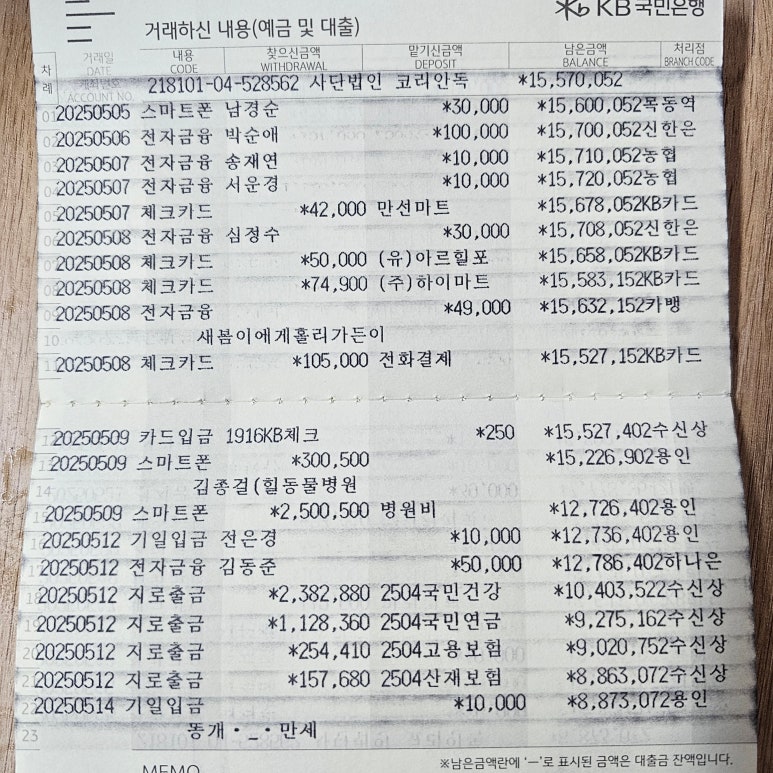 KB 국민은행
거래하신 내용(예금 및 대출)
차례 거래일 DATE 계좌번호 ACCOUNT NO. 내용 CODE 찾으신금액 WITHDRAWAL 맡기신금액 DEPOSIT 남은금액 BALANCE 처리점 BRANCH CODE
218101-04-528562 사단법인 코리안독 *15,570,052
01 20250505 스마트폰 남경순 *30,000 *15,600,052목동역
02 20250506 전자금융 박순애 *100,000 *15,700,052신한은
03 20250507 전자금융 송재연 *10,000 *15,710,052농협
04 20250507 전자금융 서운경 *10,000 *15,720,052농협
05 20250507 체크카드 *42,000 만선마트 *15,678,052KB카드
06 20250508 전자금융 심정수 *30,000 *15,708,052신한은
07 20250508 체크카드 *50,000 (유)아르힐포 *15,658,052KB카드
08 20250508 체크카드 *74,900 (주)하이마트 *15,583,152KB카드
09 20250508 전자금융 *49,000 *15,632,152카뱅
10 새봄이에게홀리가든이
11 20250508 체크카드 *105,000 전화결제 *15,527,152KB카드
12 20250509 카드입금 1916KB체크 *250 *15,527,402수신상
13 20250509 스마트폰 *300,500 *15,226,902용인
14 김종걸(힐동물병원
15 20250509 스마트폰 *2,500,500 병원비 *12,726,402용인
16 20250512 기일입금 전은경 *10,000 *12,736,402용인
17 20250512 전자금융 김동준 *50,000 *12,786,402하나은
18 20250512 지로출금 *2,382,880 2504국민건강 *10,403,522수신상
19 20250512 지로출금 *1,128,360 2504국민연금 *9,275,162수신상
20 20250512 지로출금 *254,410 2504고용보험 *9,020,752수신상
21 20250512 지로출금 *157,680 2504산재보험 *8,863,072수신상
22 20250514 기일입금 *10,000 *8,873,072용인
23 똥개·_·만세
MEMO
※남은금액란에 '—'로 표시된 금액은 대출금 잔액입니다.